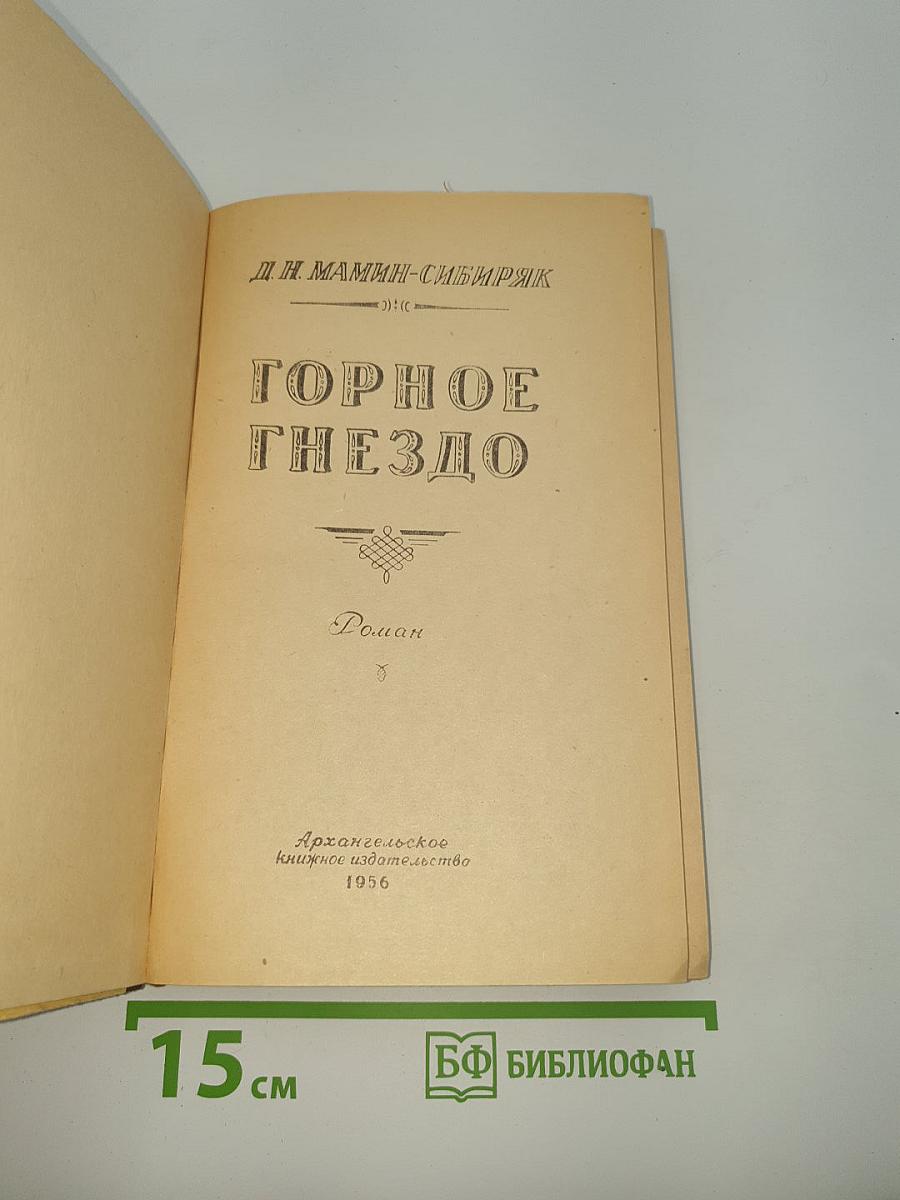 Д. Н. МАМИН-СИБИРЯК
ГОРНОЕ
ГНЕЗДО
Роман
Архангельское
книжное издательство
1956
15 см
БФ БИБЛИОФАН